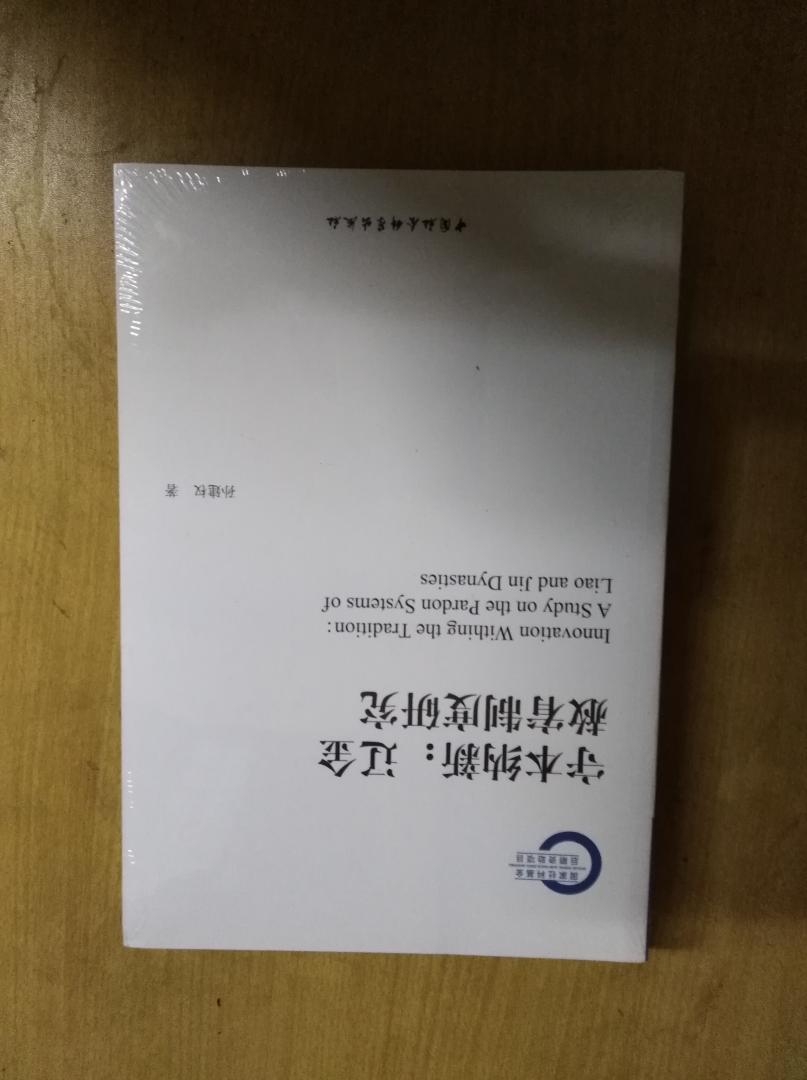 国家社科基金
后期资助项目
守本纳新：辽金
赦宥制度研究
Innovation Withing the Tradition:
A Study on the Pardon Systems of
Liao and Jin Dynasties
孙建权 著
中国社会科学出版社